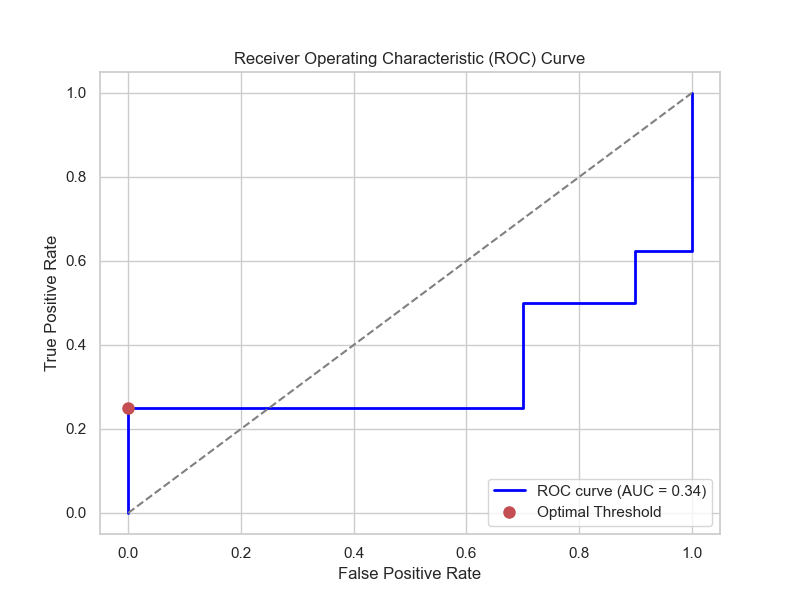 Receiver Operating Characteristic (ROC) Curve
1.0
0.8
0.6
0.4
0.2
0.0
True Positive Rate
0.0 0.2 0.4 0.6 0.8 1.0
False Positive Rate
ROC curve (AUC = 0.34)
Optimal Threshold